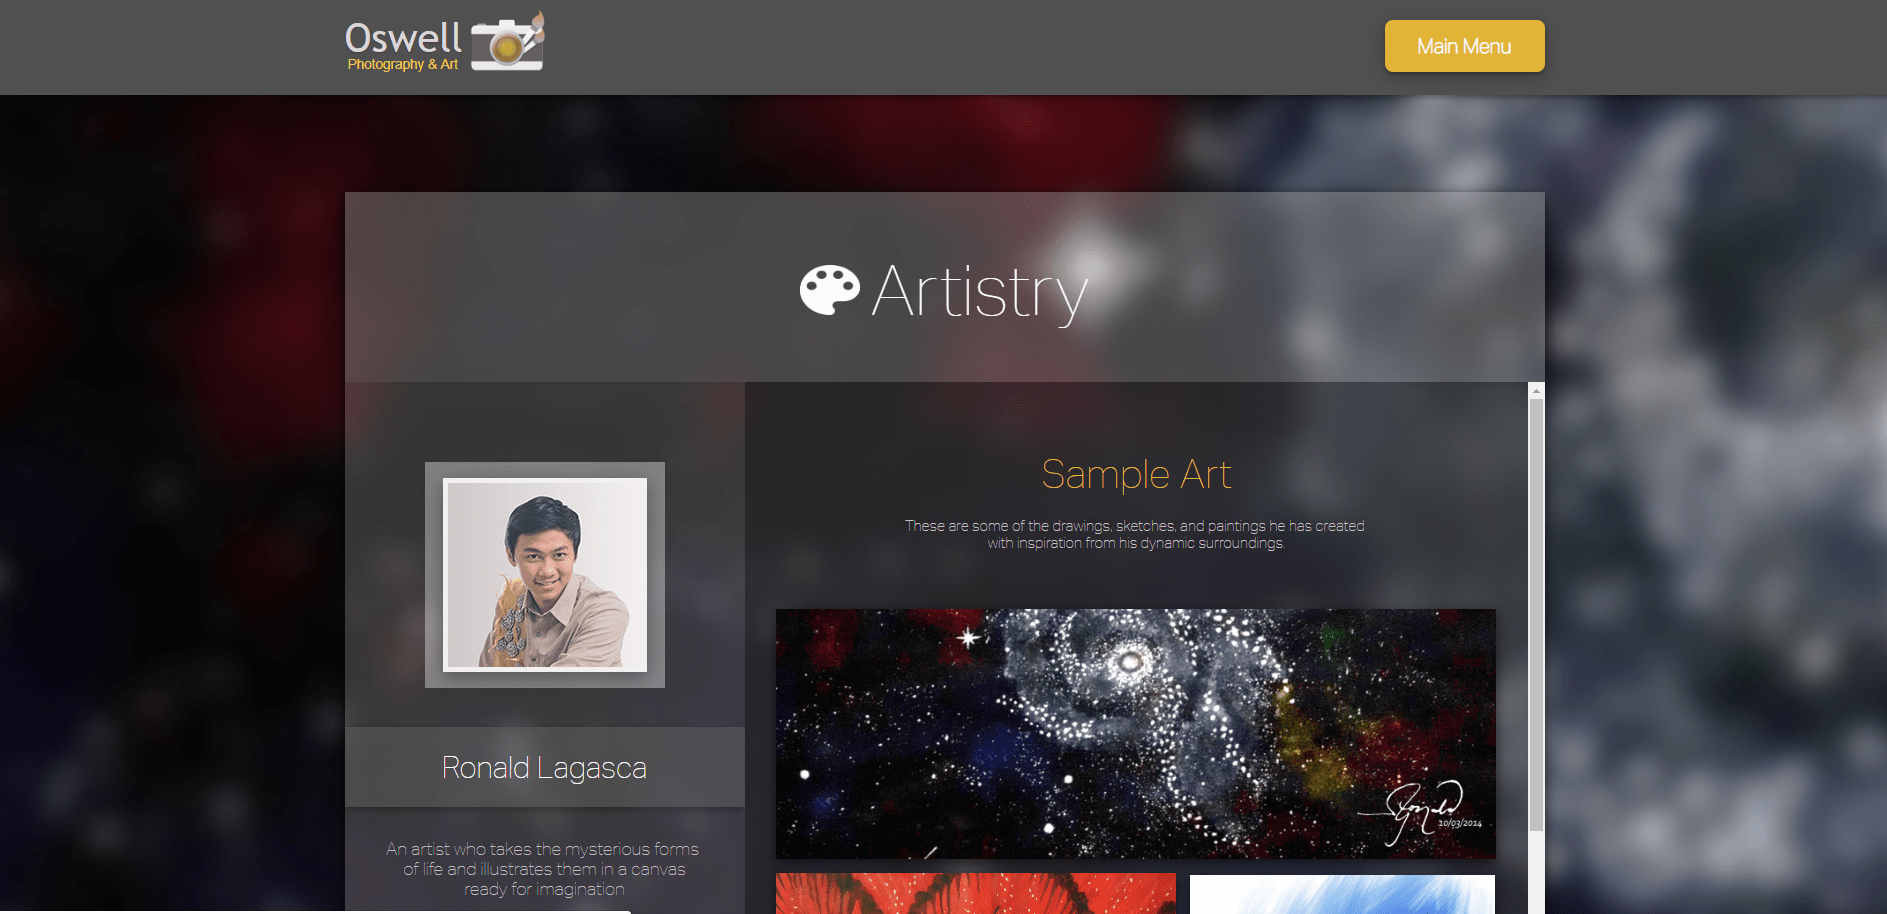 Oswell
Photography & Art
Main Menu
Artistry
Sample Art
These are some of the drawings, sketches, and paintings he has created
with inspiration from his dynamic surroundings.
Ronald
10/03/2014
Ronald Lagasca
An artist who takes the mysterious forms
of life and illustrates them in a canvas
ready for imagination